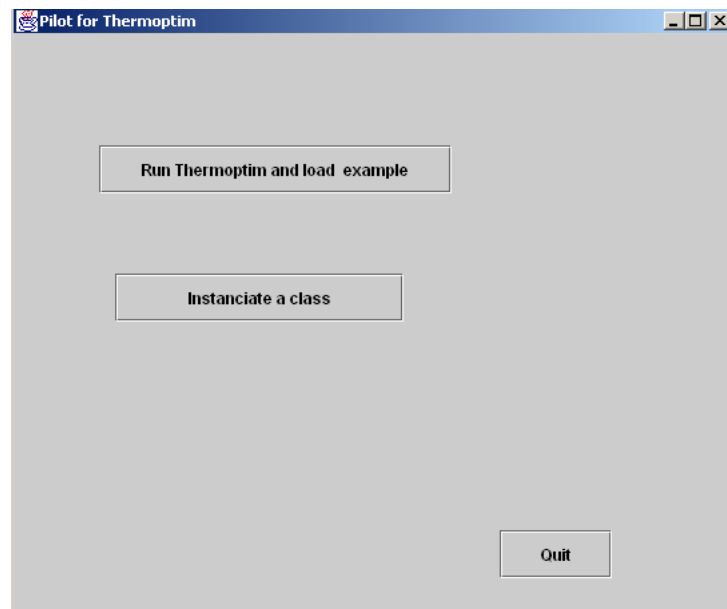 Pilot for Thermoptim
Run Thermoptim and load example
Instanciate a class
Quit